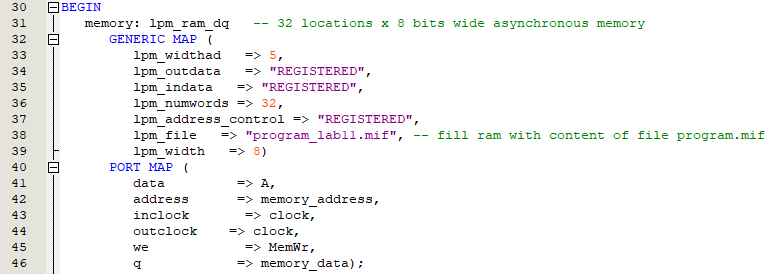 30 BEGIN
31 memory: lpm_ram_dq -- 32 locations x 8 bits wide asynchronous memory
32 GENERIC MAP (
33 lpm_widthad => 5,
34 lpm_outdata => "REGISTERED",
35 lpm_indata => "REGISTERED",
36 lpm_numwords => 32,
37 lpm_address_control => "REGISTERED",
38 lpm_file => "program_lab11.mif", -- fill ram with content of file program.mif
39 lpm_width => 8)
40 PORT MAP (
41 data => A,
42 address => memory_address,
43 inclock => clock,
44 outclock => clock,
45 we => MemWr,
46 q => memory_data);